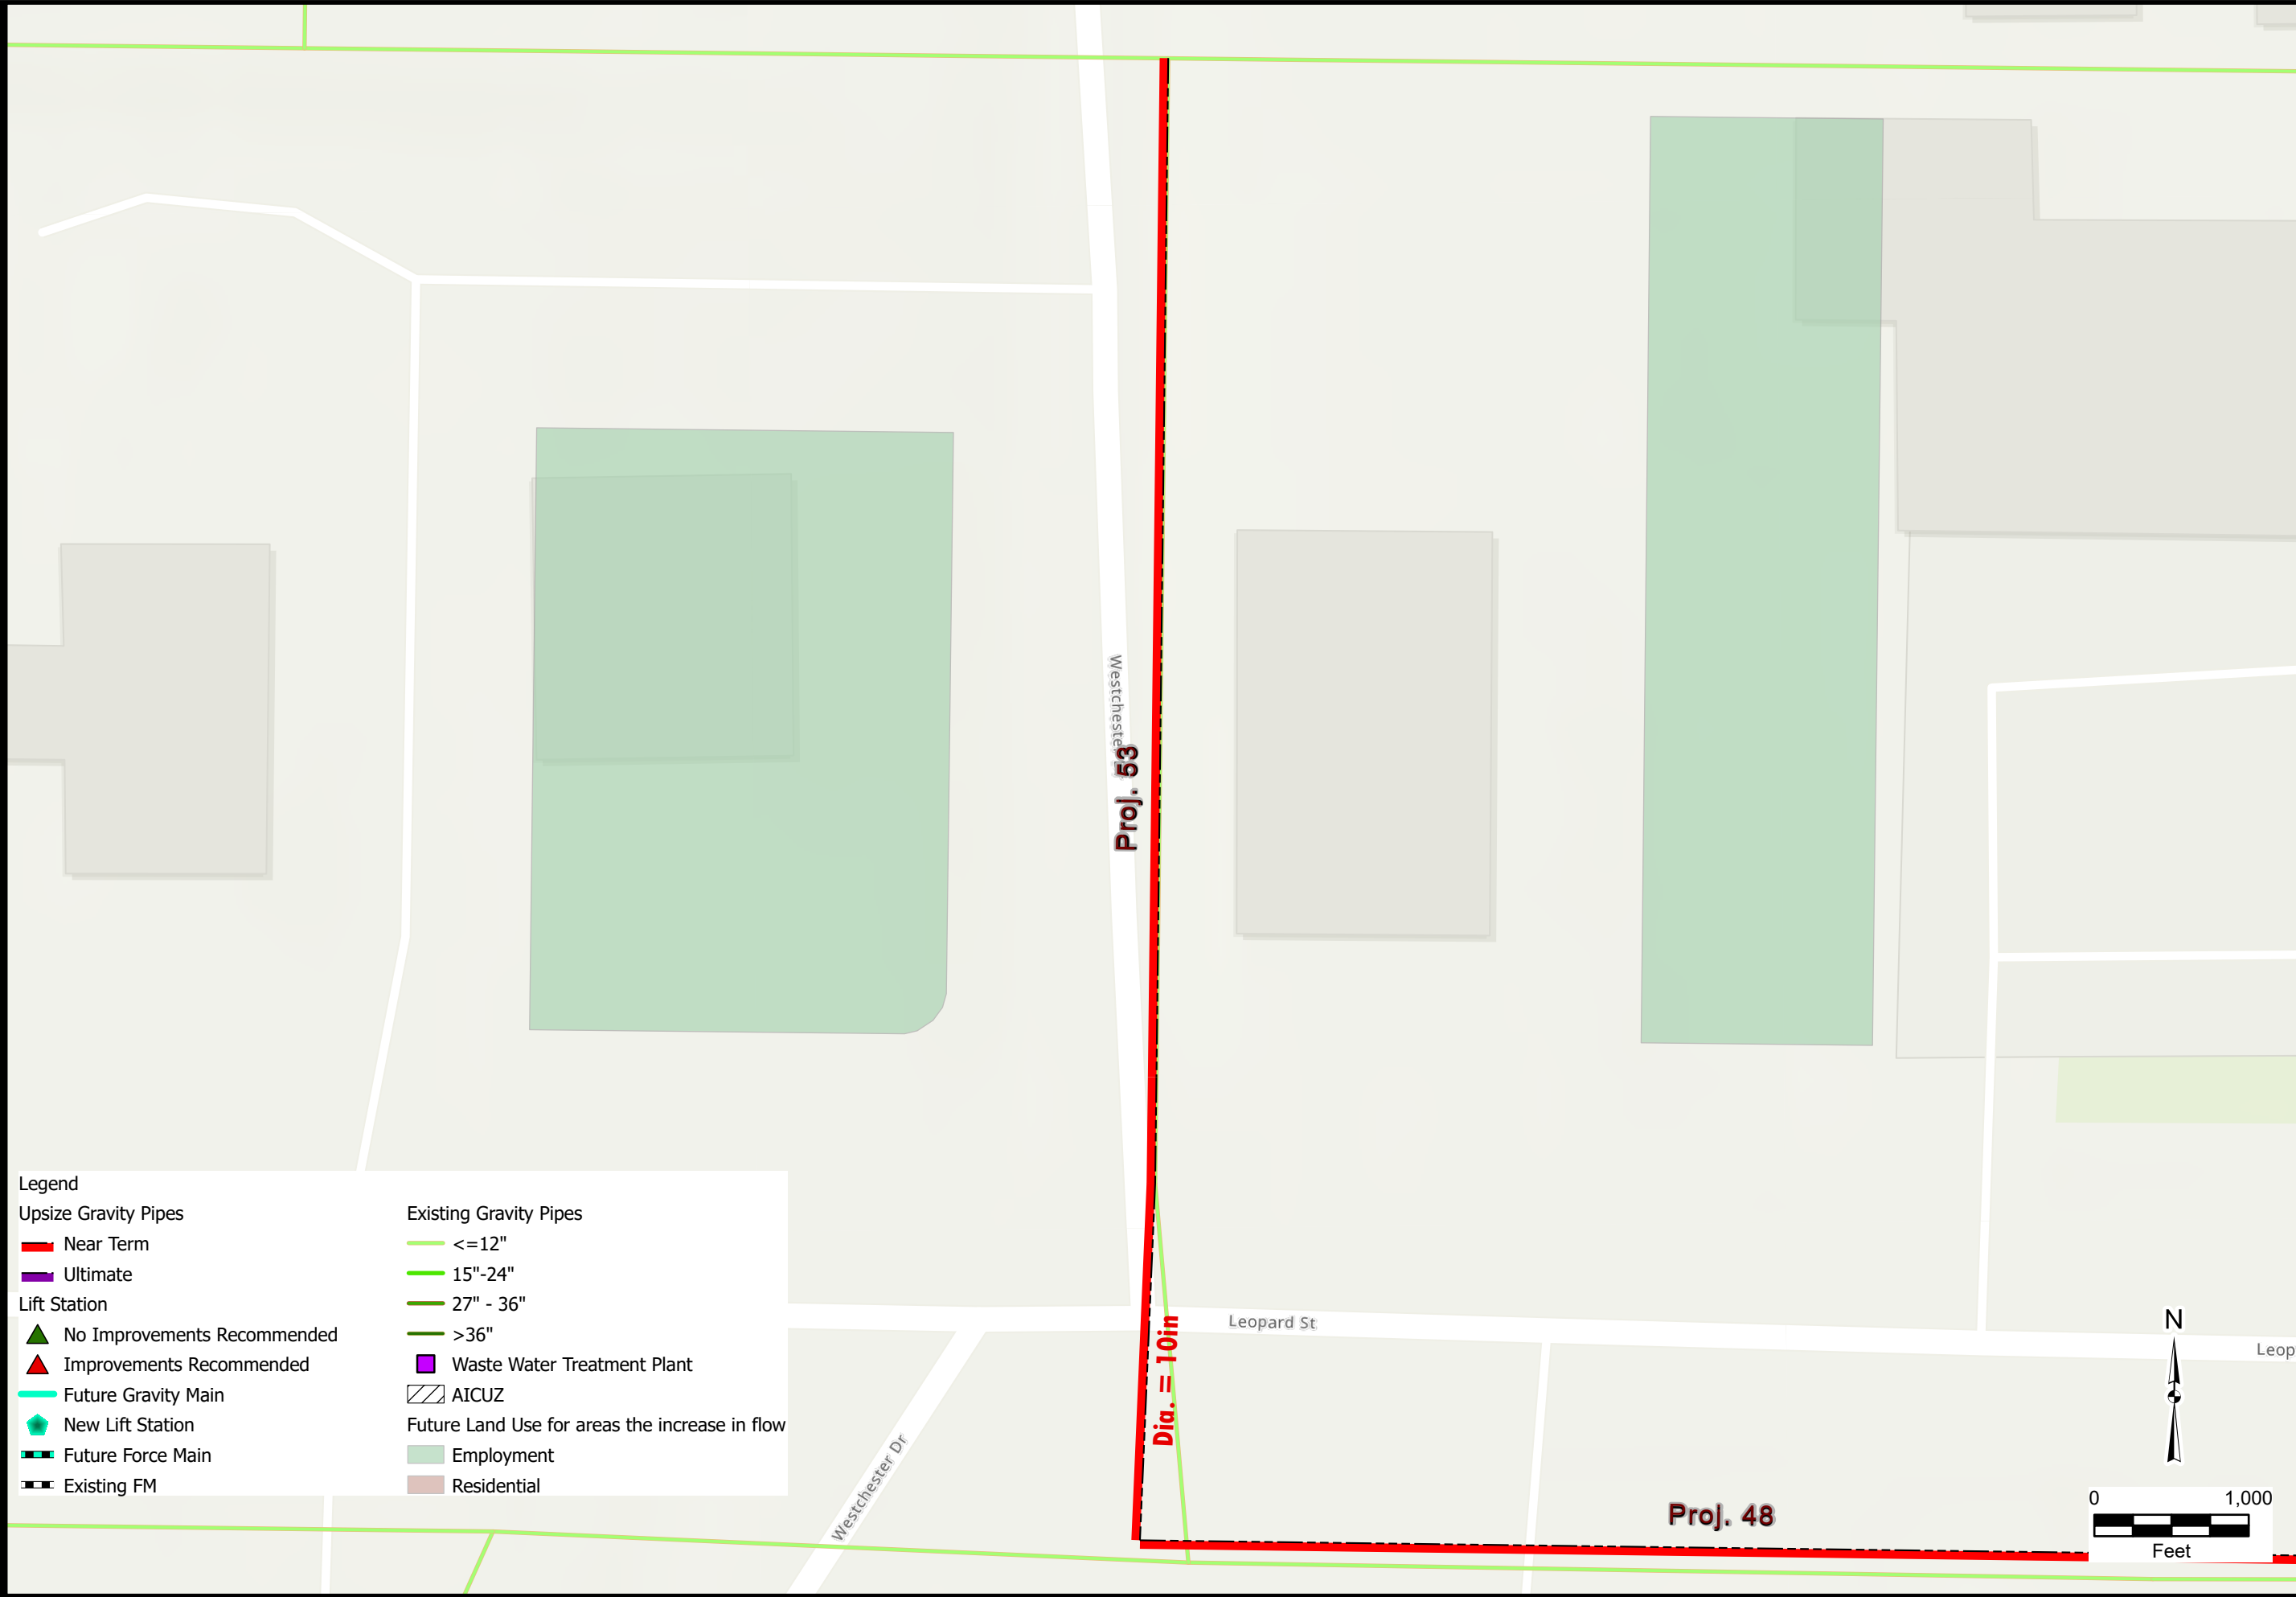 Westchester
Proj. 53
Legend
Upsize Gravity Pipes
Near Term
Ultimate
Lift Station
No Improvements Recommended
Improvements Recommended
Future Gravity Main
New Lift Station
Future Force Main
Existing FM
Existing Gravity Pipes
<=12"
15"-24"
27" - 36"
>36"
Waste Water Treatment Plant
AICUZ
Future Land Use for areas the increase in flow
Employment
Residential
Leopard St
Leop
Dia. = 10in
Westchester Dr
Proj. 48
N
0 1,000
Feet